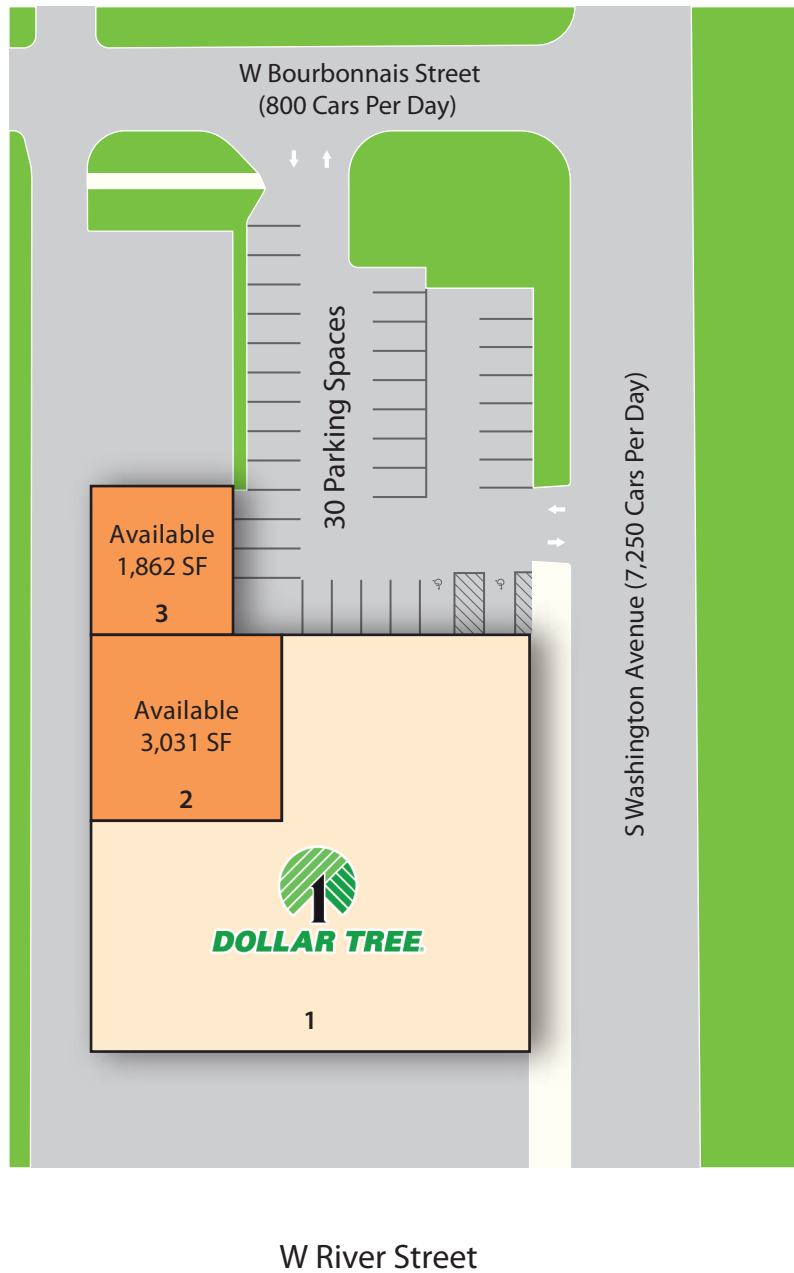 W Bourbonnais Street
(800 Cars Per Day)
30 Parking Spaces
S Washington Avenue (7,250 Cars Per Day)
Available
1,862 SF
3
Available
3,031 SF
2
DOLLAR TREE
1
W River Street